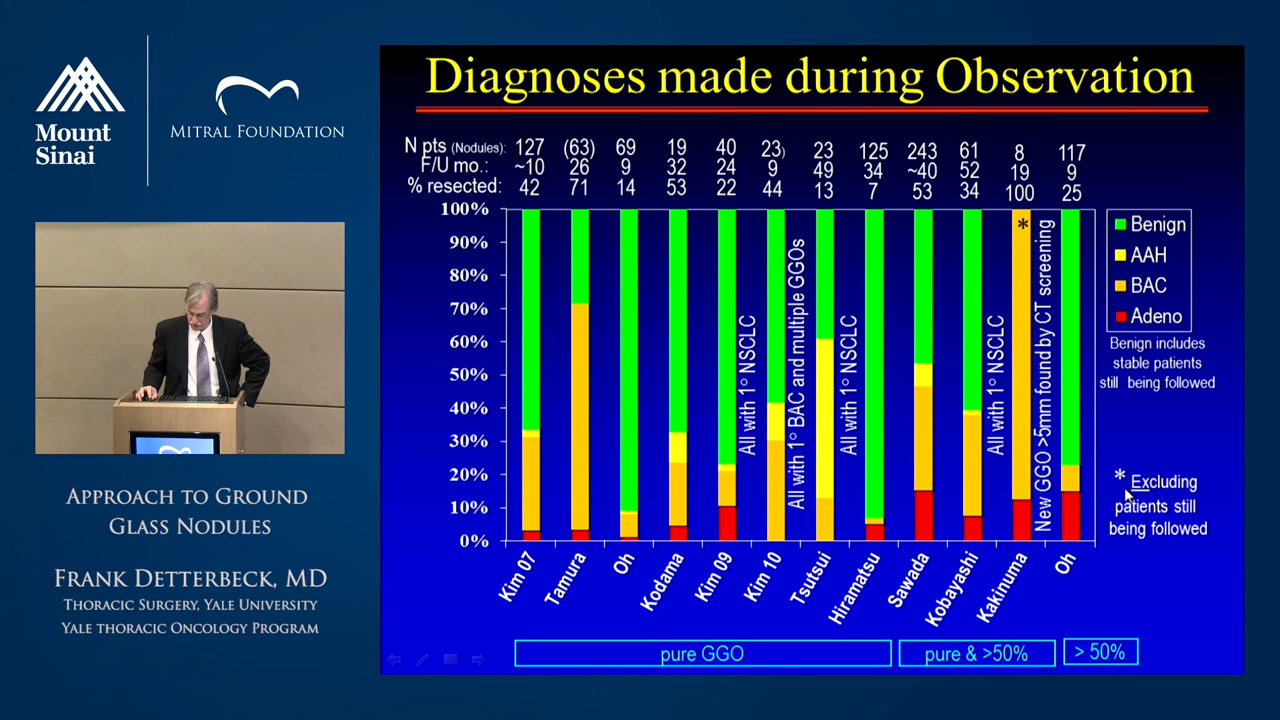 Mount
Sinai
MITRAL FOUNDATION
APPROACH TO GROUND
GLASS NODULES
FRANK DETTERBECK, MD
THORACIC SURGERY, YALE UNIVERSITY
YALE THORACIC ONCOLOGY PROGRAM
Diagnoses made during Observation
N pts (Nodules): 127 (63) 69 19 40 23) 23 125 243 61 8 117
F/U mo.: ~10 26 9 32 24 9 49 34 ~40 52 19 9
% resected: 42 71 14 53 22 44 13 7 53 34 100 25
100%
90%
80%
70%
60%
50%
40%
30%
20%
10%
0%
All with 1° NSCLC
All with 1° BAC and multiple GGOs
All with 1° NSCLC
All with 1° NSCLC
*
New GGO >5mm found by CT screening
Kim 07
Tamura
Oh
Kodama
Kim 09
Kim 10
Tsutsui
Hiramatsu
Sawada
Kobayashi
Kakinuma
Oh
pure GGO
pure & >50%
> 50%
Benign
AAH
BAC
Adeno
Benign includes
stable patients
still being followed
* Excluding
patients still
being followed